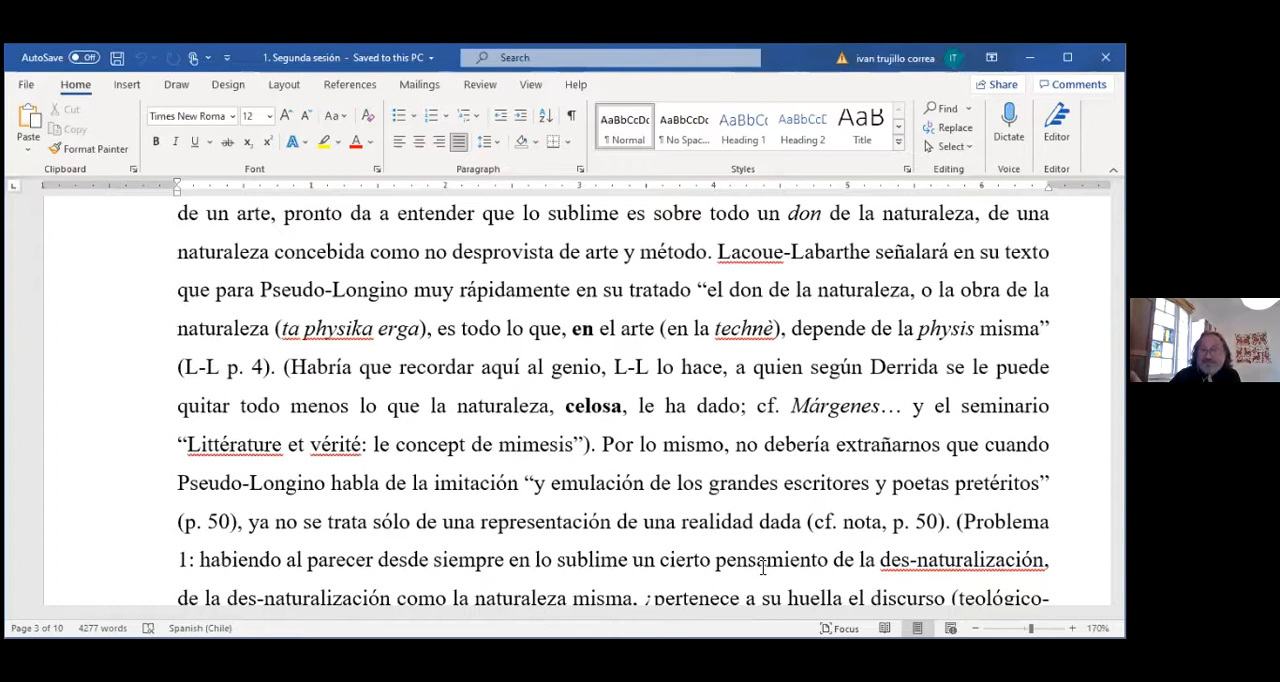 AutoSave Off 1. Segunda sesión - Saved to this PC Search ivan trujillo correa IT
File Home Insert Draw Design Layout References Mailings Review View Help Share Comments
Paste Cut Copy Format Painter Clipboard
Times New Roma 12 Aa Font
B I U ab x A A
Paragraph
AaBbCcDc ¶ Normal AaBbCcDc ¶ No Spac... AaBbCc Heading 1 AaBbCcD Heading 2 AaB Title Styles
Find Replace Select Editing
Dictate Voice
Editor Editor
1 2 3 4 5 6
de un arte, pronto da a entender que lo sublime es sobre todo un don de la naturaleza, de una
naturaleza concebida como no desprovista de arte y método. Lacoue-Labarthe señalará en su texto
que para Pseudo-Longino muy rápidamente en su tratado “el don de la naturaleza, o la obra de la
naturaleza (ta physika erga), es todo lo que, en el arte (en la technè), depende de la physis misma”
(L-L p. 4). (Habría que recordar aquí al genio, L-L lo hace, a quien según Derrida se le puede
quitar todo menos lo que la naturaleza, celosa, le ha dado; cf. Márgenes… y el seminario
“Littérature et vérité: le concept de mimesis”). Por lo mismo, no debería extrañarnos que cuando
Pseudo-Longino habla de la imitación “y emulación de los grandes escritores y poetas pretéritos”
(p. 50), ya no se trata sólo de una representación de una realidad dada (cf. nota, p. 50). (Problema
1: habiendo al parecer desde siempre en lo sublime un cierto pensamiento de la des-naturalización,
de la des-naturalización como la naturaleza misma, ¿pertenece a su huella el discurso (teológico-
Page 3 of 10 4277 words Spanish (Chile) Focus 170%